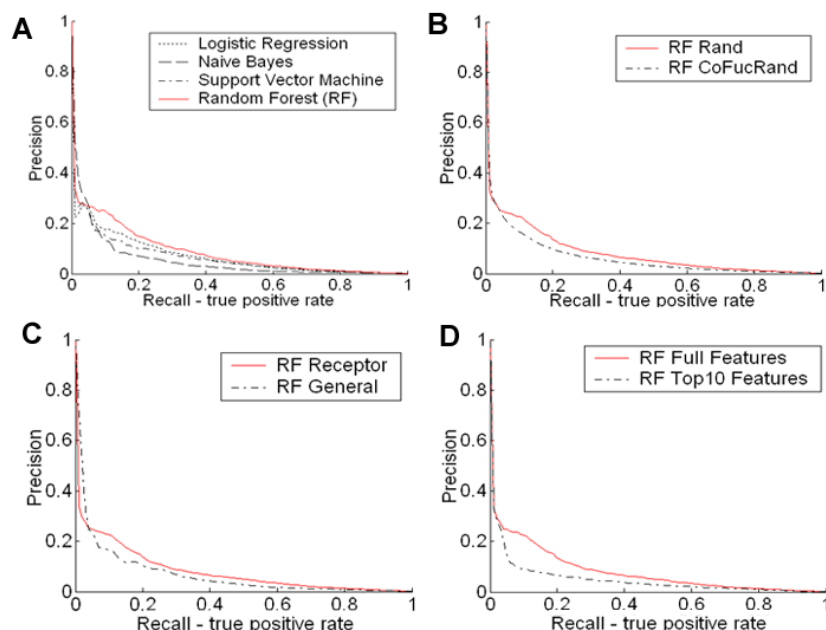 A
Logistic Regression
Naive Bayes
Support Vector Machine
Random Forest (RF)
Precision
1
0.8
0.6
0.4
0.2
0
0 0.2 0.4 0.6 0.8 1
Recall - true positive rate
B
RF Rand
RF CoFucRand
Precision
1
0.8
0.6
0.4
0.2
0
0 0.2 0.4 0.6 0.8 1
Recall - true positive rate
C
RF Receptor
RF General
Precision
1
0.8
0.6
0.4
0.2
0
0 0.2 0.4 0.6 0.8 1
Recall - true positive rate
D
RF Full Features
RF Top10 Features
Precision
1
0.8
0.6
0.4
0.2
0
0 0.2 0.4 0.6 0.8 1
Recall - true positive rate